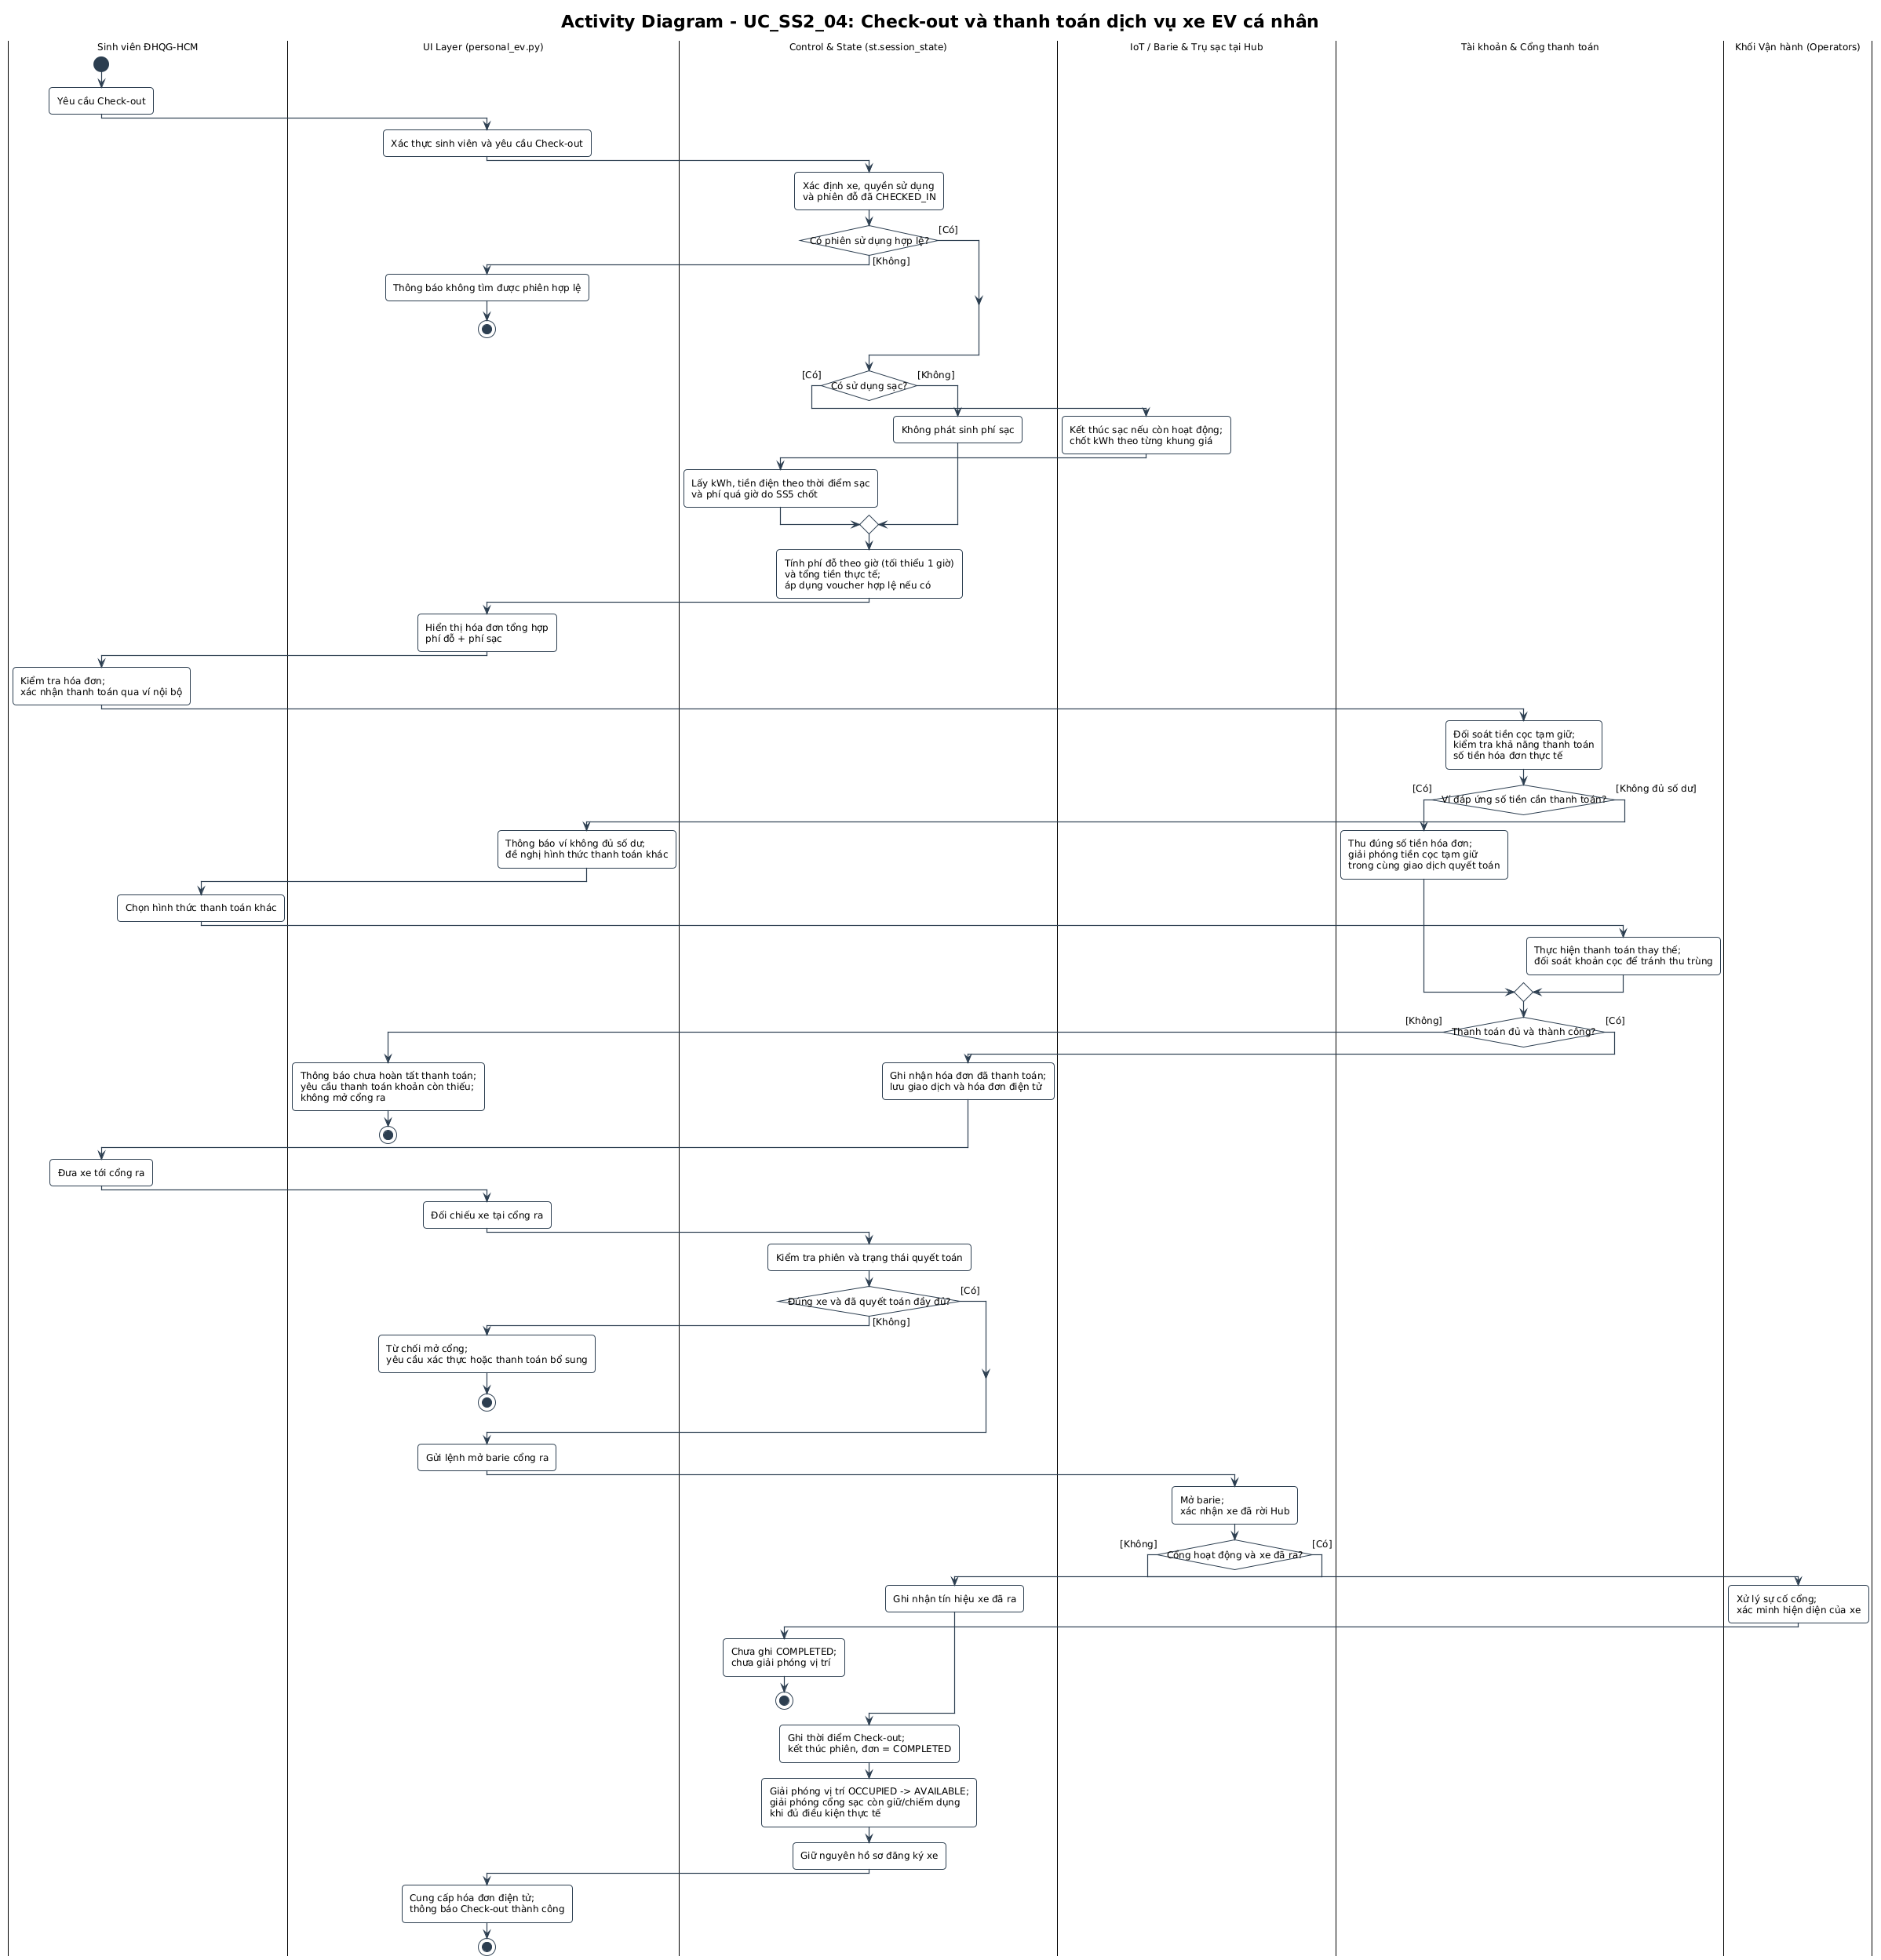 Activity Diagram - UC_SS2_04: Check-out và thanh toán dịch vụ xe EV cá nhân
Sinh viên ĐHQG-HCM
UI Layer (personal_ev.py)
Control & State (st.session_state)
IoT / Barie & Trụ sạc tại Hub
Tài khoản & Cổng thanh toán
Khối Vận hành (Operators)
Yêu cầu Check-out
Xác thực sinh viên và yêu cầu Check-out
Xác định xe, quyền sử dụng
và phiên đỗ đã CHECKED_IN
Có phiên sử dụng hợp lệ?
[Có]
[Không]
Thông báo không tìm được phiên hợp lệ
[Có]
Có sử dụng sạc?
[Không]
Không phát sinh phí sạc
Kết thúc sạc nếu còn hoạt động;
chốt kWh theo từng khung giá
Lấy kWh, tiền điện theo thời điểm sạc
và phí quá giờ do SS5 chốt
Tính phí đỗ theo giờ (tối thiểu 1 giờ)
và tổng tiền thực tế;
áp dụng voucher hợp lệ nếu có
Hiển thị hóa đơn tổng hợp
phí đỗ + phí sạc
Kiểm tra hóa đơn;
xác nhận thanh toán qua ví nội bộ
Đối soát tiền cọc tạm giữ;
kiểm tra khả năng thanh toán
số tiền hóa đơn thực tế
[Có]
Ví đáp ứng số tiền cần thanh toán?
[Không đủ số dư]
Thông báo ví không đủ số dư;
đề nghị hình thức thanh toán khác
Thu đúng số tiền hóa đơn;
giải phóng tiền cọc tạm giữ
trong cùng giao dịch quyết toán
Chọn hình thức thanh toán khác
Thực hiện thanh toán thay thế;
đối soát khoản cọc để tránh thu trùng
[Không]
Thanh toán đủ và thành công?
[Có]
Thông báo chưa hoàn tất thanh toán;
yêu cầu thanh toán khoản còn thiếu;
không mở cổng ra
Ghi nhận hóa đơn đã thanh toán;
lưu giao dịch và hóa đơn điện tử
Đưa xe tới cổng ra
Đối chiếu xe tại cổng ra
Kiểm tra phiên và trạng thái quyết toán
Đúng xe và đã quyết toán đầy đủ?
[Có]
[Không]
Từ chối mở cổng;
yêu cầu xác thực hoặc thanh toán bổ sung
Gửi lệnh mở barie cổng ra
Mở barie;
xác nhận xe đã rời Hub
[Không]
Cổng hoạt động và xe đã ra?
[Có]
Ghi nhận tín hiệu xe đã ra
Xử lý sự cố cổng;
xác minh hiện diện của xe
Chưa ghi COMPLETED;
chưa giải phóng vị trí
Ghi thời điểm Check-out;
kết thúc phiên, đơn = COMPLETED
Giải phóng vị trí OCCUPIED -> AVAILABLE;
giải phóng cổng sạc còn giữ/chiếm dụng
khi đủ điều kiện thực tế
Giữ nguyên hồ sơ đăng ký xe
Cung cấp hóa đơn điện tử;
thông báo Check-out thành công